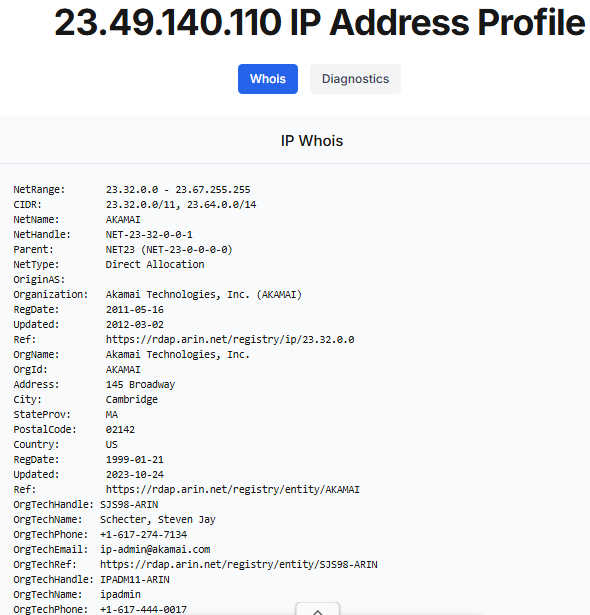 23.49.140.110 IP Address Profile
Whois Diagnostics
IP Whois
NetRange: 23.32.0.0 - 23.67.255.255
CIDR: 23.32.0.0/11, 23.64.0.0/14
NetName: AKAMAI
NetHandle: NET-23-32-0-0-1
Parent: NET23 (NET-23-0-0-0-0)
NetType: Direct Allocation
OriginAS:
Organization: Akamai Technologies, Inc. (AKAMAI)
RegDate: 2011-05-16
Updated: 2012-03-02
Ref: https://rdap.arin.net/registry/ip/23.32.0.0
OrgName: Akamai Technologies, Inc.
OrgId: AKAMAI
Address: 145 Broadway
City: Cambridge
StateProv: MA
PostalCode: 02142
Country: US
RegDate: 1999-01-21
Updated: 2023-10-24
Ref: https://rdap.arin.net/registry/entity/AKAMAI
OrgTechHandle: SJS98-ARIN
OrgTechName: Schecter, Steven Jay
OrgTechPhone: +1-617-274-7134
OrgTechEmail: ip-admin@akamai.com
OrgTechRef: https://rdap.arin.net/registry/entity/SJS98-ARIN
OrgTechHandle: IPADM11-ARIN
OrgTechName: ipadmin
OrgTechPhone: +1-617-444-0017